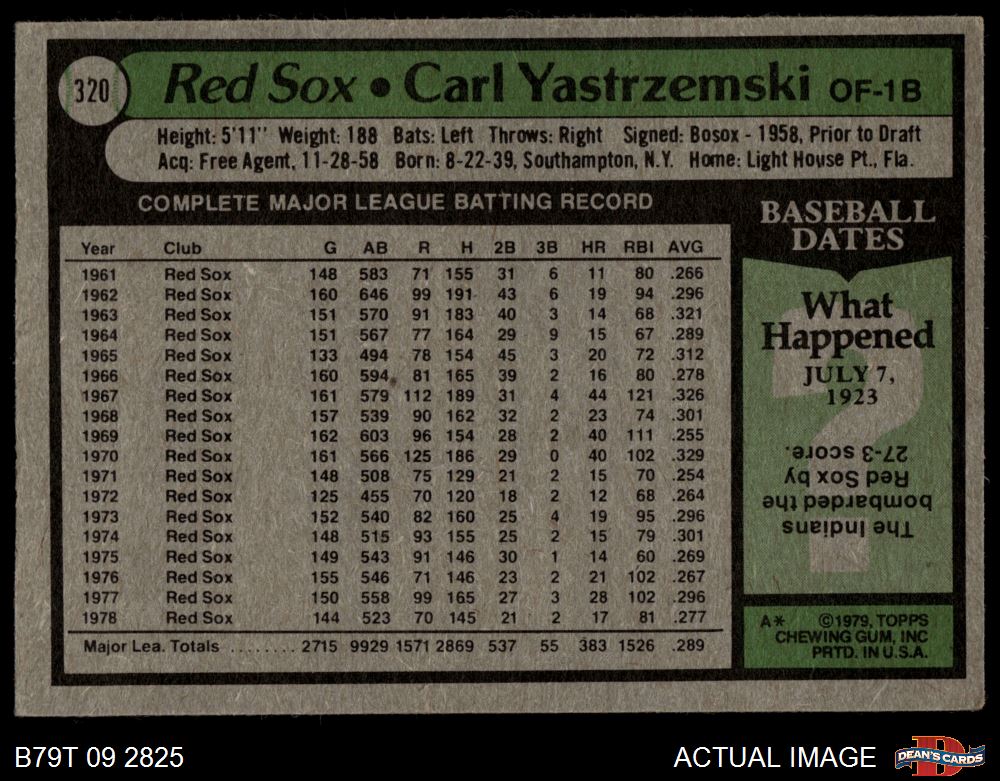 320
Red Sox • Carl Yastrzemski OF-1B
Height: 5'11" Weight: 188 Bats: Left Throws: Right Signed: Bosox - 1958, Prior to Draft
Acq: Free Agent, 11-28-58 Born: 8-22-39, Southampton, N.Y. Home: Light House Pt., Fla.
COMPLETE MAJOR LEAGUE BATTING RECORD
Year Club G AB R H 2B 3B HR RBI AVG
1961 Red Sox 148 583 71 155 31 6 11 80 .266
1962 Red Sox 160 646 99 191 43 6 19 94 .296
1963 Red Sox 151 570 91 183 40 3 14 68 .321
1964 Red Sox 151 567 77 164 29 9 15 67 .289
1965 Red Sox 133 494 78 154 45 3 20 72 .312
1966 Red Sox 160 594 81 165 39 2 16 80 .278
1967 Red Sox 161 579 112 189 31 4 44 121 .326
1968 Red Sox 157 539 90 162 32 2 23 74 .301
1969 Red Sox 162 603 96 154 28 2 40 111 .255
1970 Red Sox 161 566 125 186 29 0 40 102 .329
1971 Red Sox 148 508 75 129 21 2 15 70 .254
1972 Red Sox 125 455 70 120 18 2 12 68 .264
1973 Red Sox 152 540 82 160 25 4 19 95 .296
1974 Red Sox 148 515 93 155 25 2 15 79 .301
1975 Red Sox 149 543 91 146 30 1 14 60 .269
1976 Red Sox 155 546 71 146 23 2 21 102 .267
1977 Red Sox 150 558 99 165 27 3 28 102 .296
1978 Red Sox 144 523 70 145 21 2 17 81 .277
Major Lea. Totals ........ 2715 9929 1571 2869 537 55 383 1526 .289
BASEBALL
DATES
What
Happened
JULY 7,
1923
?
The Indians
bombarded the
Red Sox by
27-3 score.
A* ©1979, TOPPS
CHEWING GUM, INC
PRTD. IN U.S.A.
B79T 09 2825
ACTUAL IMAGE
D
DEAN'S CARDS